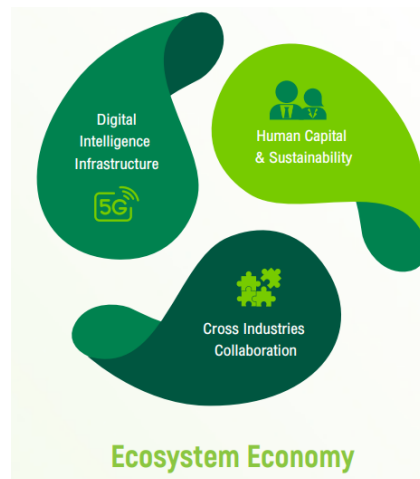 Digital
Intelligence
Infrastructure
5G
Human Capital
& Sustainability
Cross Industries
Collaboration
Ecosystem Economy